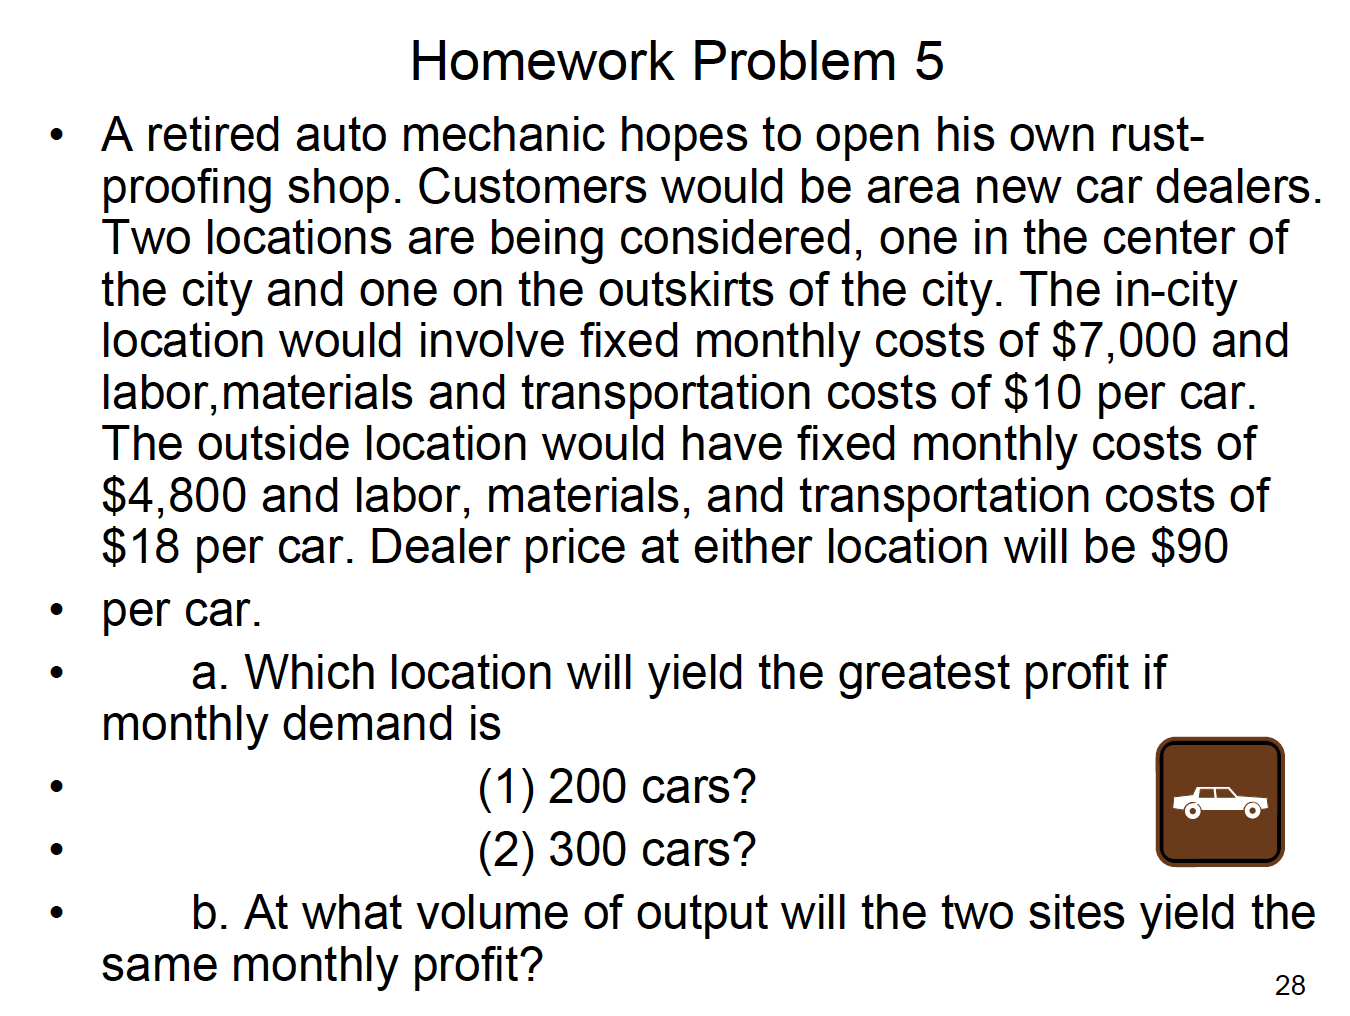 Homework Problem 5
• A retired auto mechanic hopes to open his own rust-
proofing shop. Customers would be area new car dealers.
Two locations are being considered, one in the center of
the city and one on the outskirts of the city. The in-city
location would involve fixed monthly costs of $7,000 and
labor,materials and transportation costs of $10 per car.
The outside location would have fixed monthly costs of
$4,800 and labor, materials, and transportation costs of
$18 per car. Dealer price at either location will be $90
• per car.
• a. Which location will yield the greatest profit if
monthly demand is
• (1) 200 cars?
• (2) 300 cars?
• b. At what volume of output will the two sites yield the
same monthly profit?
28